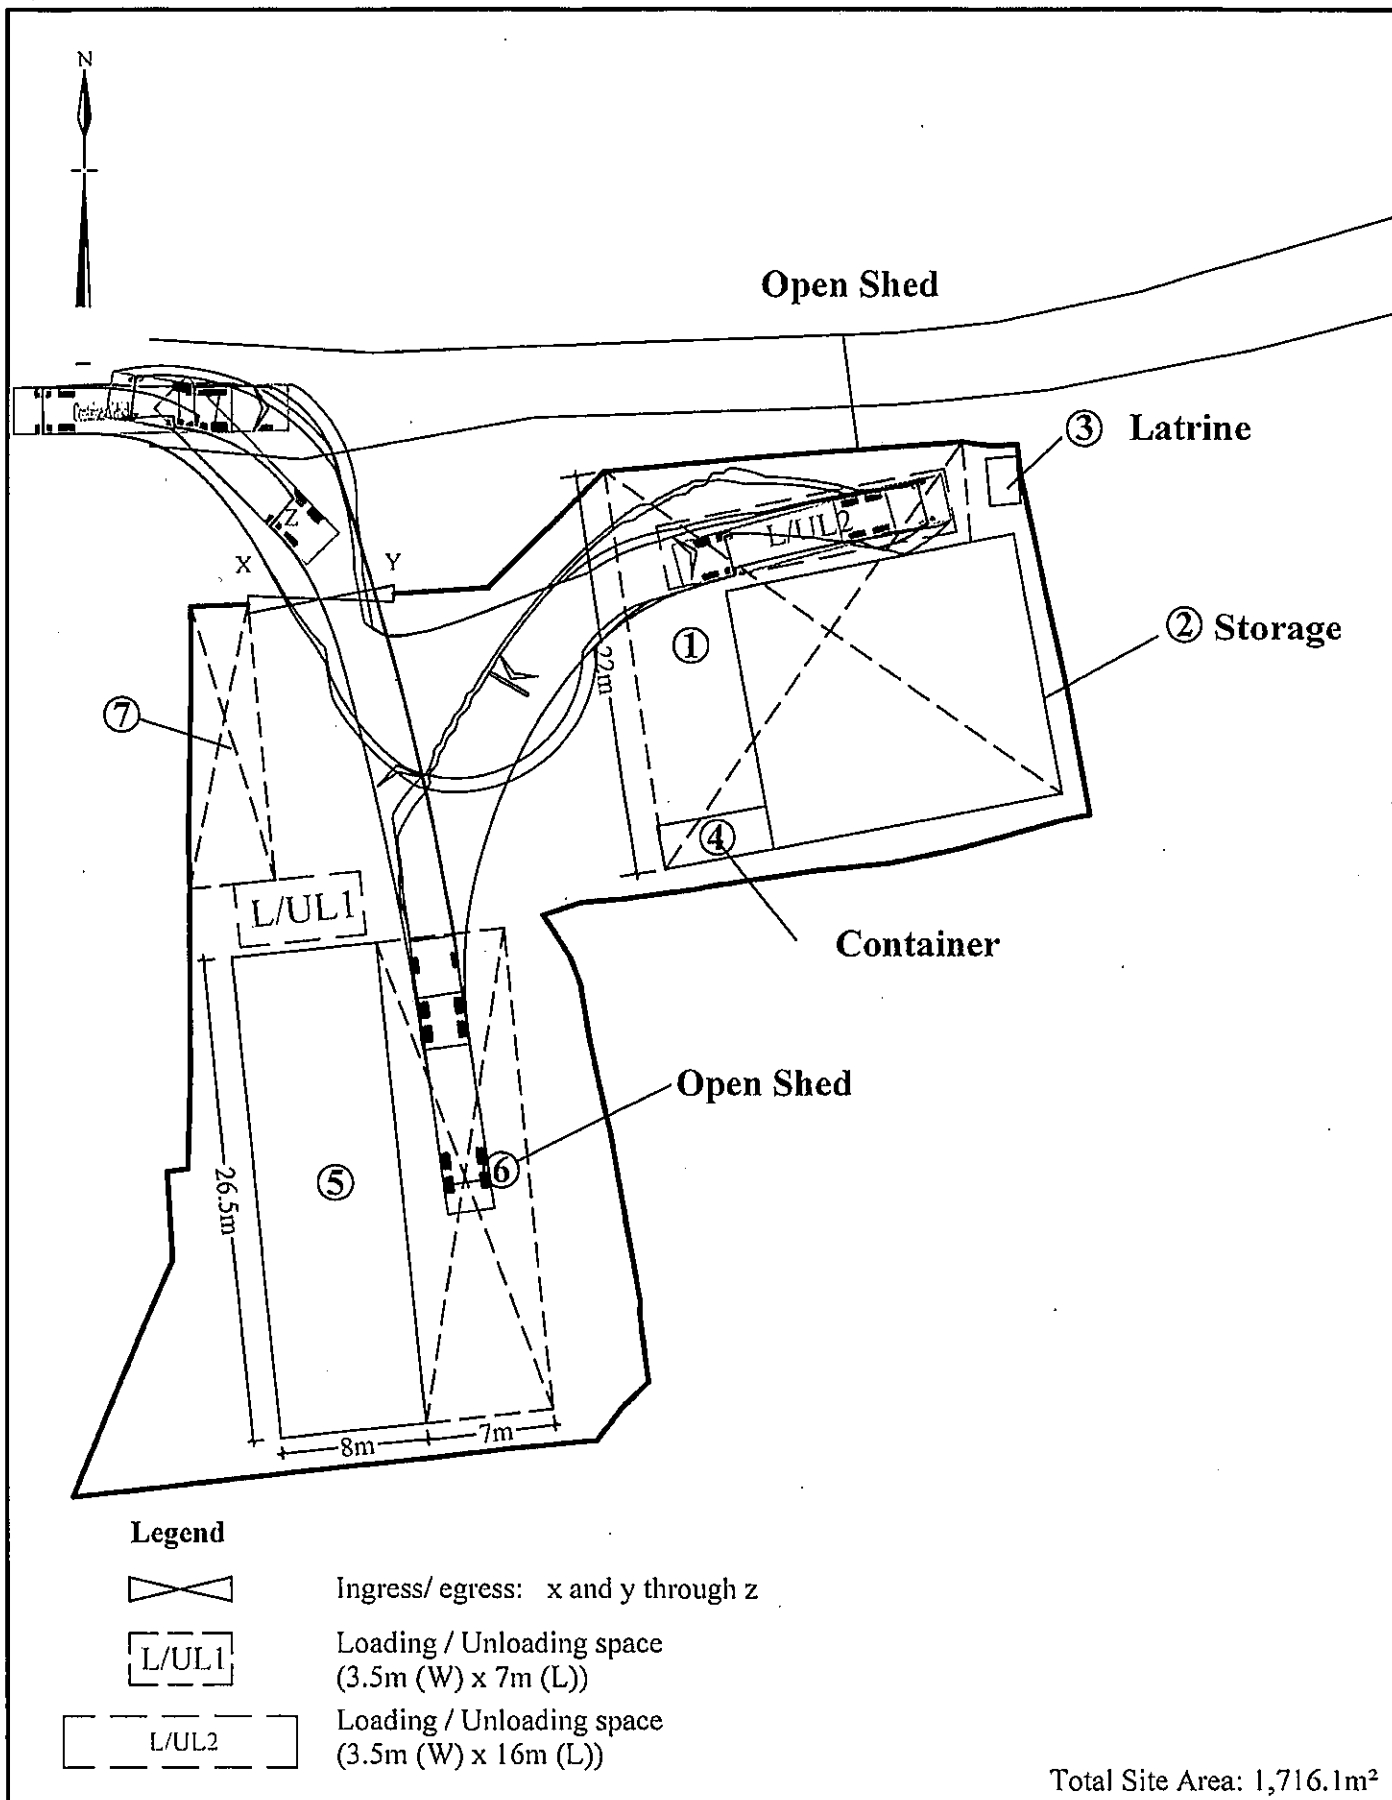 N
Open Shed
③ Latrine
Z
L/UL2
X
Y
①
② Storage
22m
⑦
④
L/UL1
Container
Open Shed
⑥
⑤
26.5m
8m
7m
Legend
Ingress/ egress: x and y through z
L/UL1
Loading / Unloading space
(3.5m (W) x 7m (L))
L/UL2
Loading / Unloading space
(3.5m (W) x 16m (L))
Total Site Area: 1,716.1m²